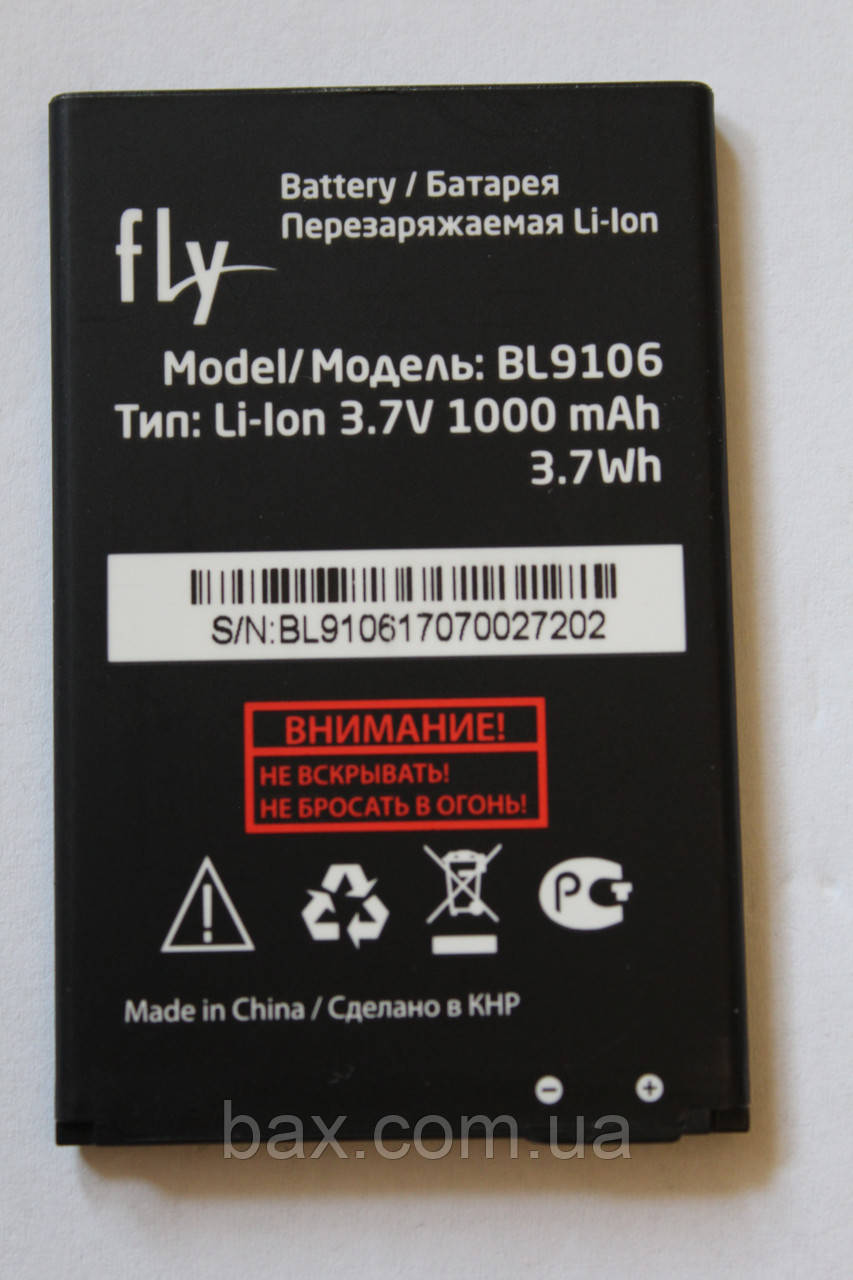 fly
Battery / Батарея
Перезаряжаемая Li-Ion
Model/Модель: BL9106
Тип: Li-Ion 3.7V 1000 mAh
3.7Wh
S/N:BL910617070027202
ВНИМАНИЕ!
НЕ ВСКРЫВАТЬ!
НЕ БРОСАТЬ В ОГОНЬ!
РСТ
Made in China / Сделано в КНР
bax.com.ua